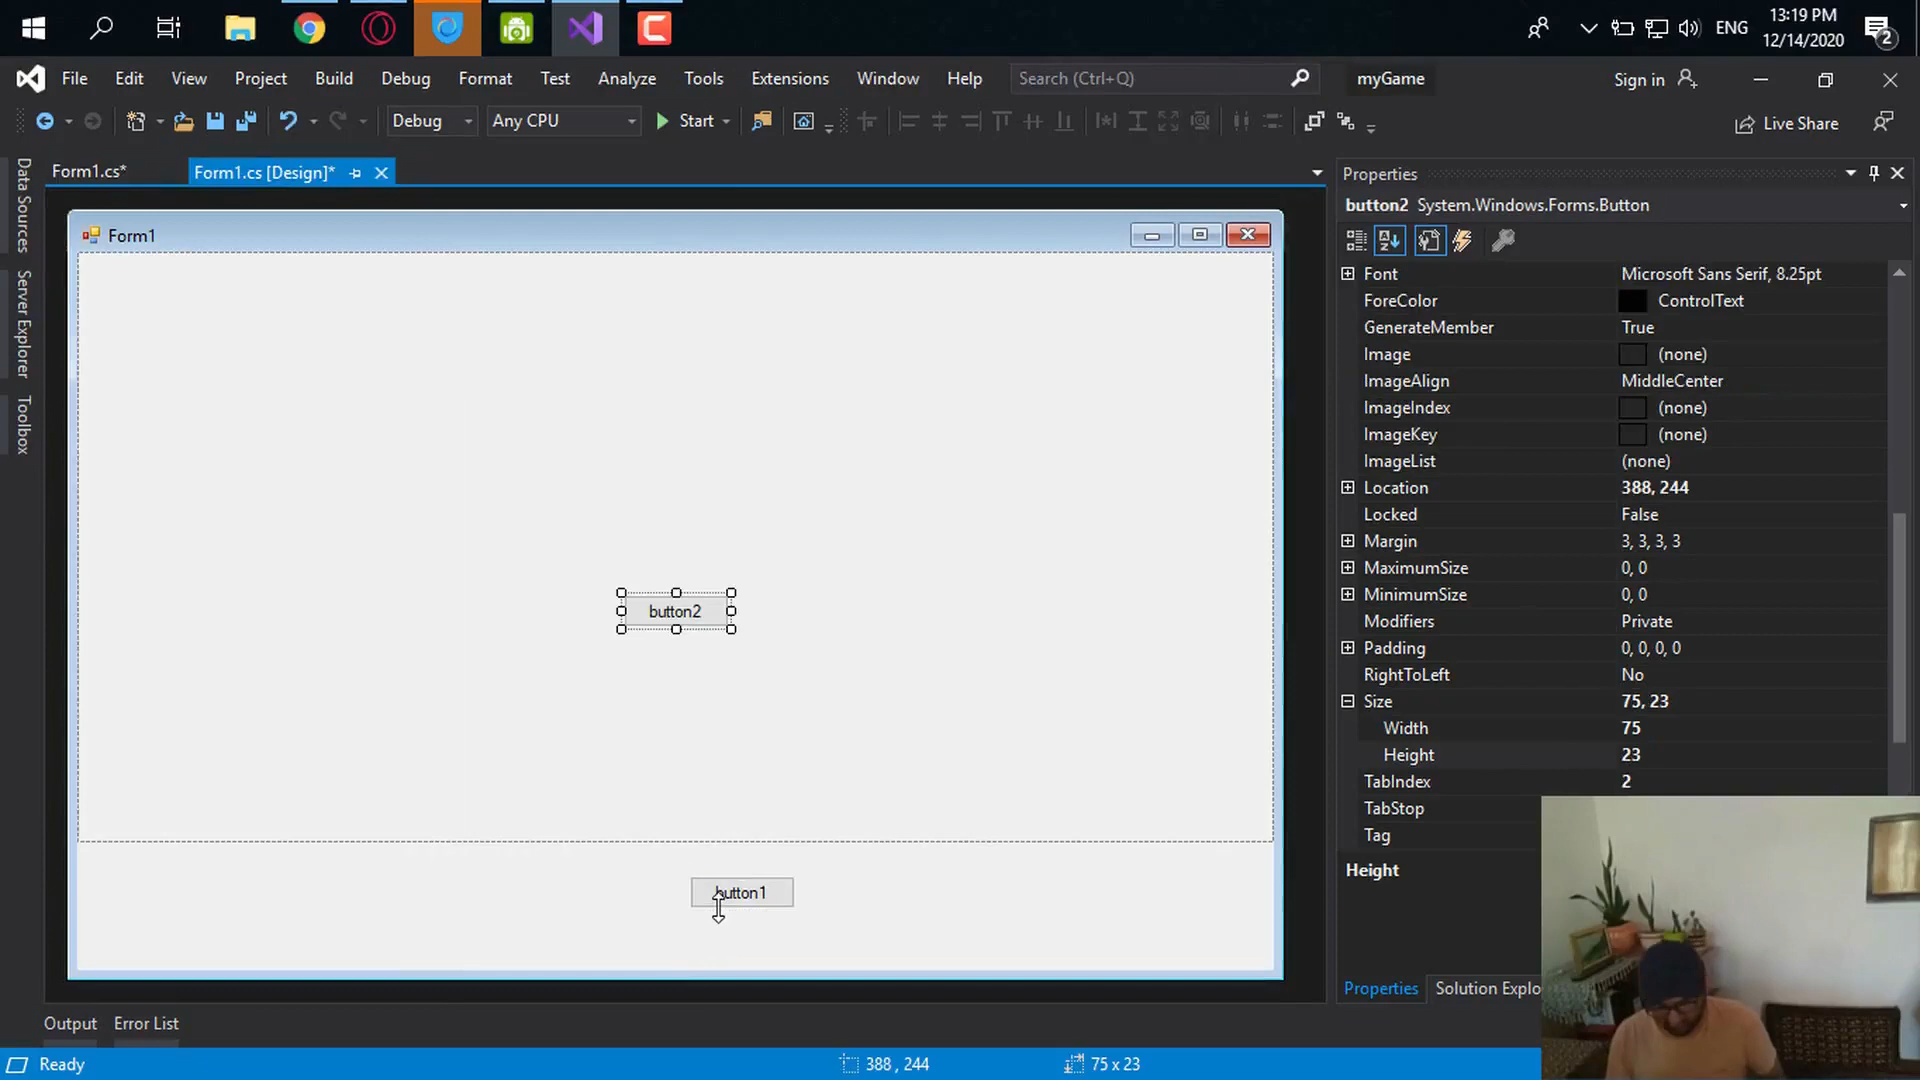 ENG
13:19 PM
12/14/2020
2
File Edit View Project Build Debug Format Test Analyze Tools Extensions Window Help Search (Ctrl+Q) myGame Sign in
Debug Any CPU Start Live Share
Form1.cs* Form1.cs [Design]*
Data Sources
Server Explorer
Toolbox
Form1
button2
button1
Properties
button2 System.Windows.Forms.Button
Font Microsoft Sans Serif, 8.25pt
ForeColor ControlText
GenerateMember True
Image (none)
ImageAlign MiddleCenter
ImageIndex (none)
ImageKey (none)
ImageList (none)
Location 388, 244
Locked False
Margin 3, 3, 3, 3
MaximumSize 0, 0
MinimumSize 0, 0
Modifiers Private
Padding 0, 0, 0, 0
RightToLeft No
Size 75, 23
Width 75
Height 23
TabIndex 2
TabStop
Tag
Height
Properties Solution Explo
Output Error List
Ready 388 , 244 75 x 23